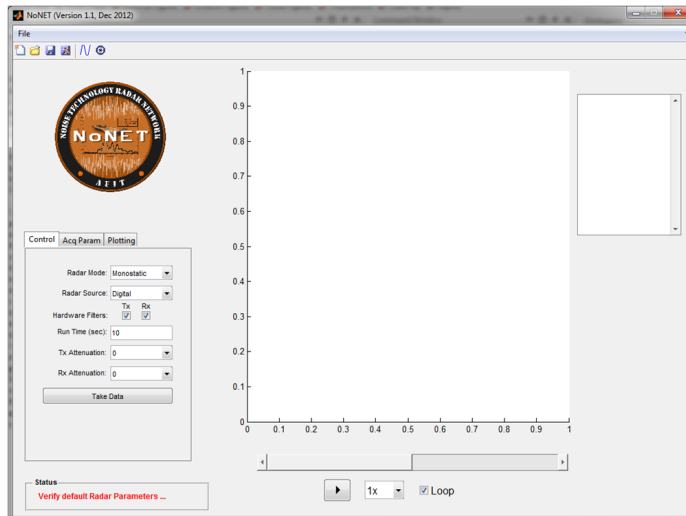 NoNET (Version 1.1, Dec 2012)
File
NOISE TECHNOLOGY RADAR NETWORK
NoNET
AFIT
Control Acq Param Plotting
Radar Mode: Monostatic
Radar Source: Digital
Tx Rx
Hardware Filters:
Run Time (sec): 10
Tx Attenuation: 0
Rx Attenuation: 0
Take Data
Status
Verify default Radar Parameters ...
1
0.9
0.8
0.7
0.6
0.5
0.4
0.3
0.2
0.1
0
0 0.1 0.2 0.3 0.4 0.5 0.6 0.7 0.8 0.9 1
1x
Loop